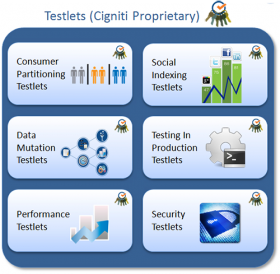 Testlets (Cigniti Proprietary)
Consumer
Partitioning
Testlets
Social
Indexing
Testlets
Data
Mutation
Testlets
Testing In
Production
Testlets
Performance
Testlets
Security
Testlets